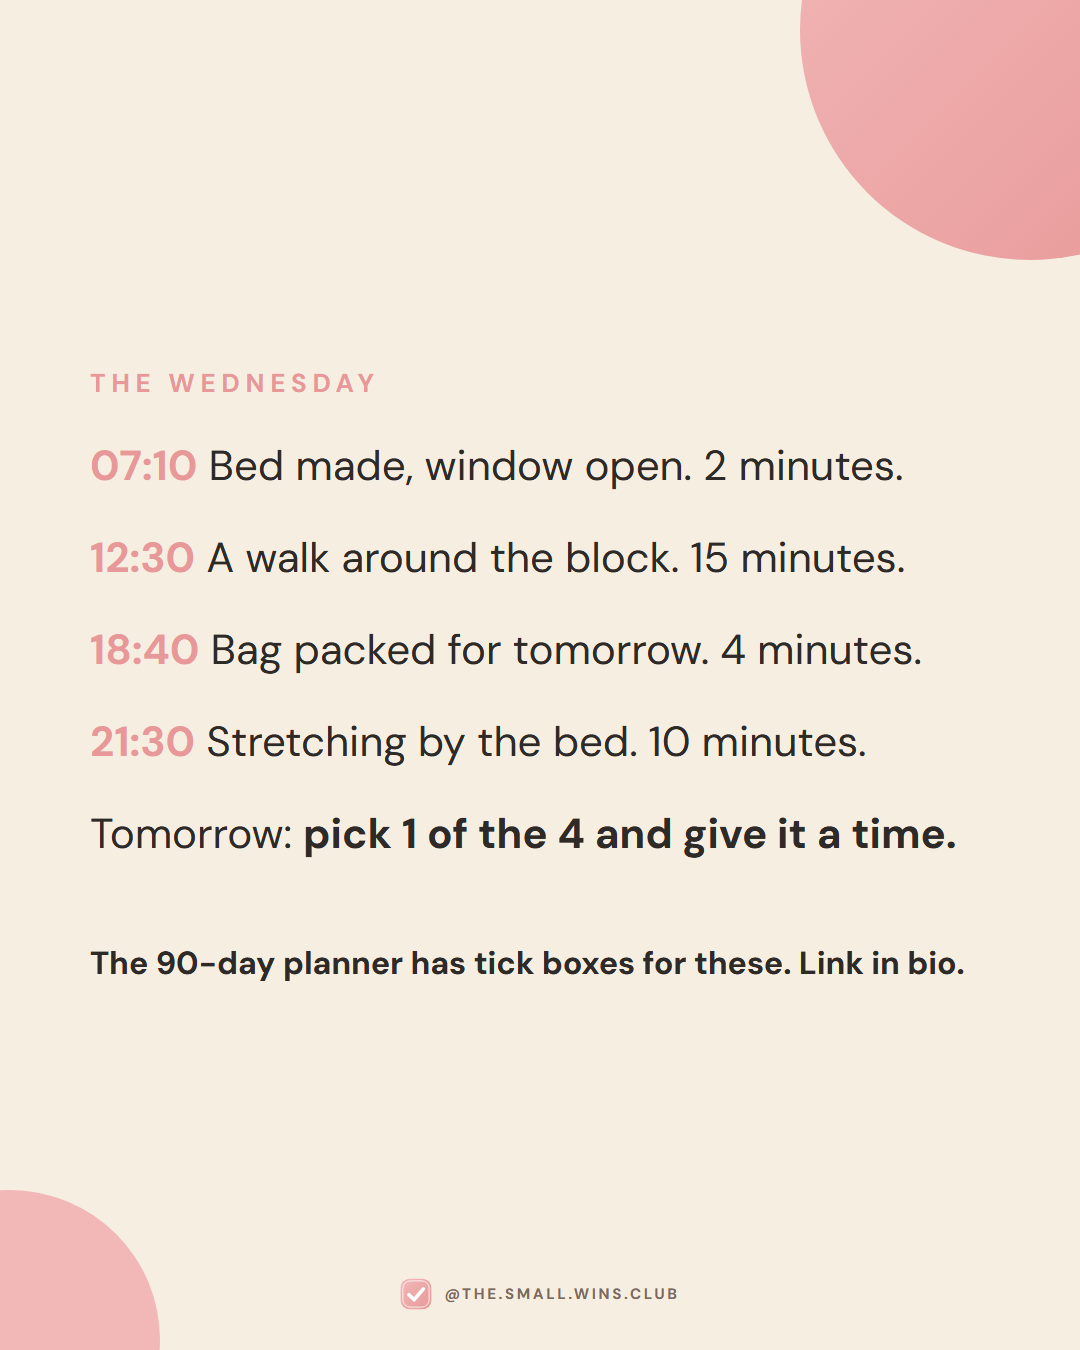 THE WEDNESDAY
07:10 Bed made, window open. 2 minutes.
12:30 A walk around the block. 15 minutes.
18:40 Bag packed for tomorrow. 4 minutes.
21:30 Stretching by the bed. 10 minutes.
Tomorrow: pick 1 of the 4 and give it a time.
The 90-day planner has tick boxes for these. Link in bio.
@THE.SMALL.WINS.CLUB